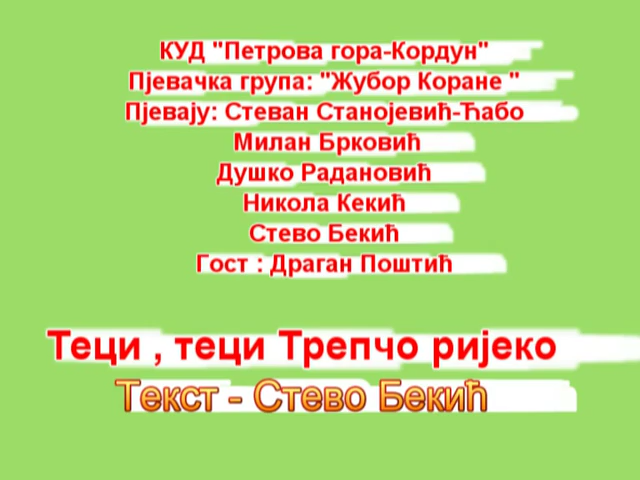 КУД "Петрова гора-Кордун"
Пјевачка група: "Жубор Коране "
Пјевају: Стеван Станојевић-Ћабо
Милан Брковић
Душко Радановић
Никола Кекић
Стево Бекић
Гост : Драган Поштић
Теци , теци Трепчо ријеко
Текст - Стево Бекић